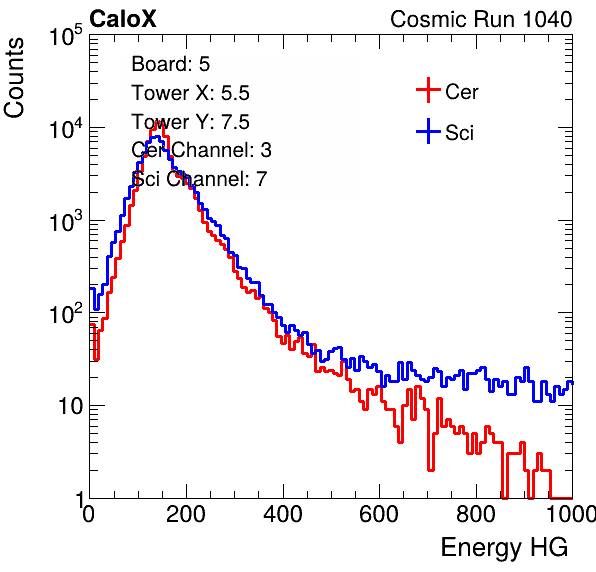 CaloX Cosmic Run 1040
Counts
10^5
10^4
10^3
10^2
10
1
Board: 5
Tower X: 5.5
Tower Y: 7.5
Cer Channel: 3
Sci Channel: 7
Cer
Sci
0 200 400 600 800 1000
Energy HG